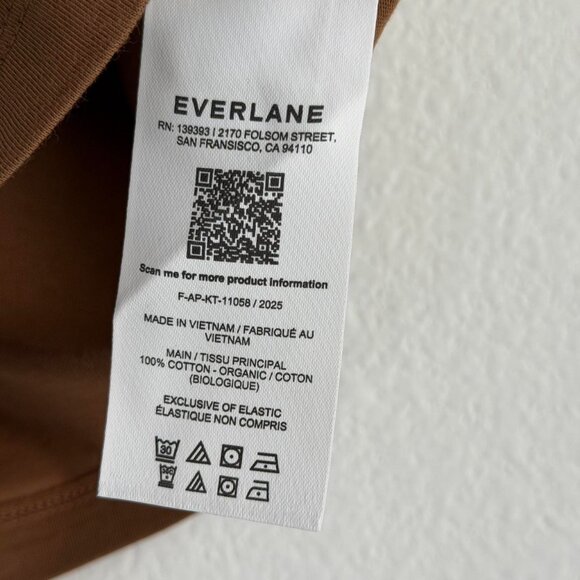 EVERLANE
RN: 139393 | 2170 FOLSOM STREET,
SAN FRANSISCO, CA 94110
Scan me for more product information
F-AP-KT-11058 / 2025
MADE IN VIETNAM / FABRIQUÉ AU
VIETNAM
MAIN / TISSU PRINCIPAL
100% COTTON - ORGANIC / COTON
(BIOLOGIQUE)
EXCLUSIVE OF ELASTIC
ÉLASTIQUE NON COMPRIS
30